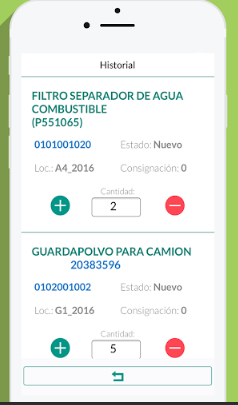 Historial
FILTRO SEPARADOR DE AGUA
COMBUSTIBLE
(P551065)
0101001020 Estado: Nuevo
Loc.: A4_2016 Consignación: 0
Cantidad:
2
GUARDAPOLVO PARA CAMION
20383596
0102001002 Estado: Nuevo
Loc.: G1_2016 Consignación: 0
Cantidad:
5